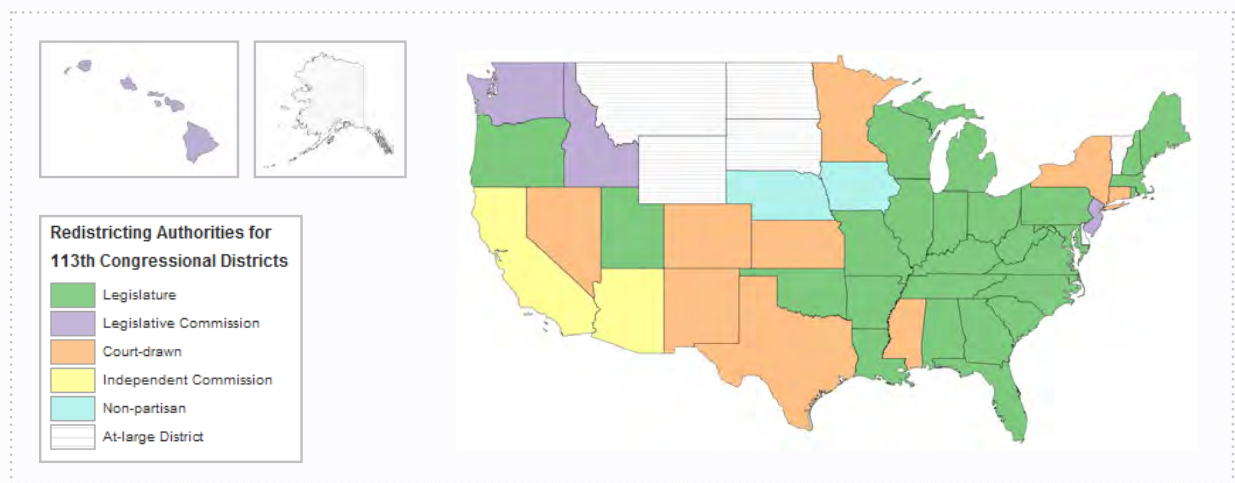 Redistricting Authorities for
113th Congressional Districts
Legislature
Legislative Commission
Court-drawn
Independent Commission
Non-partisan
At-large District